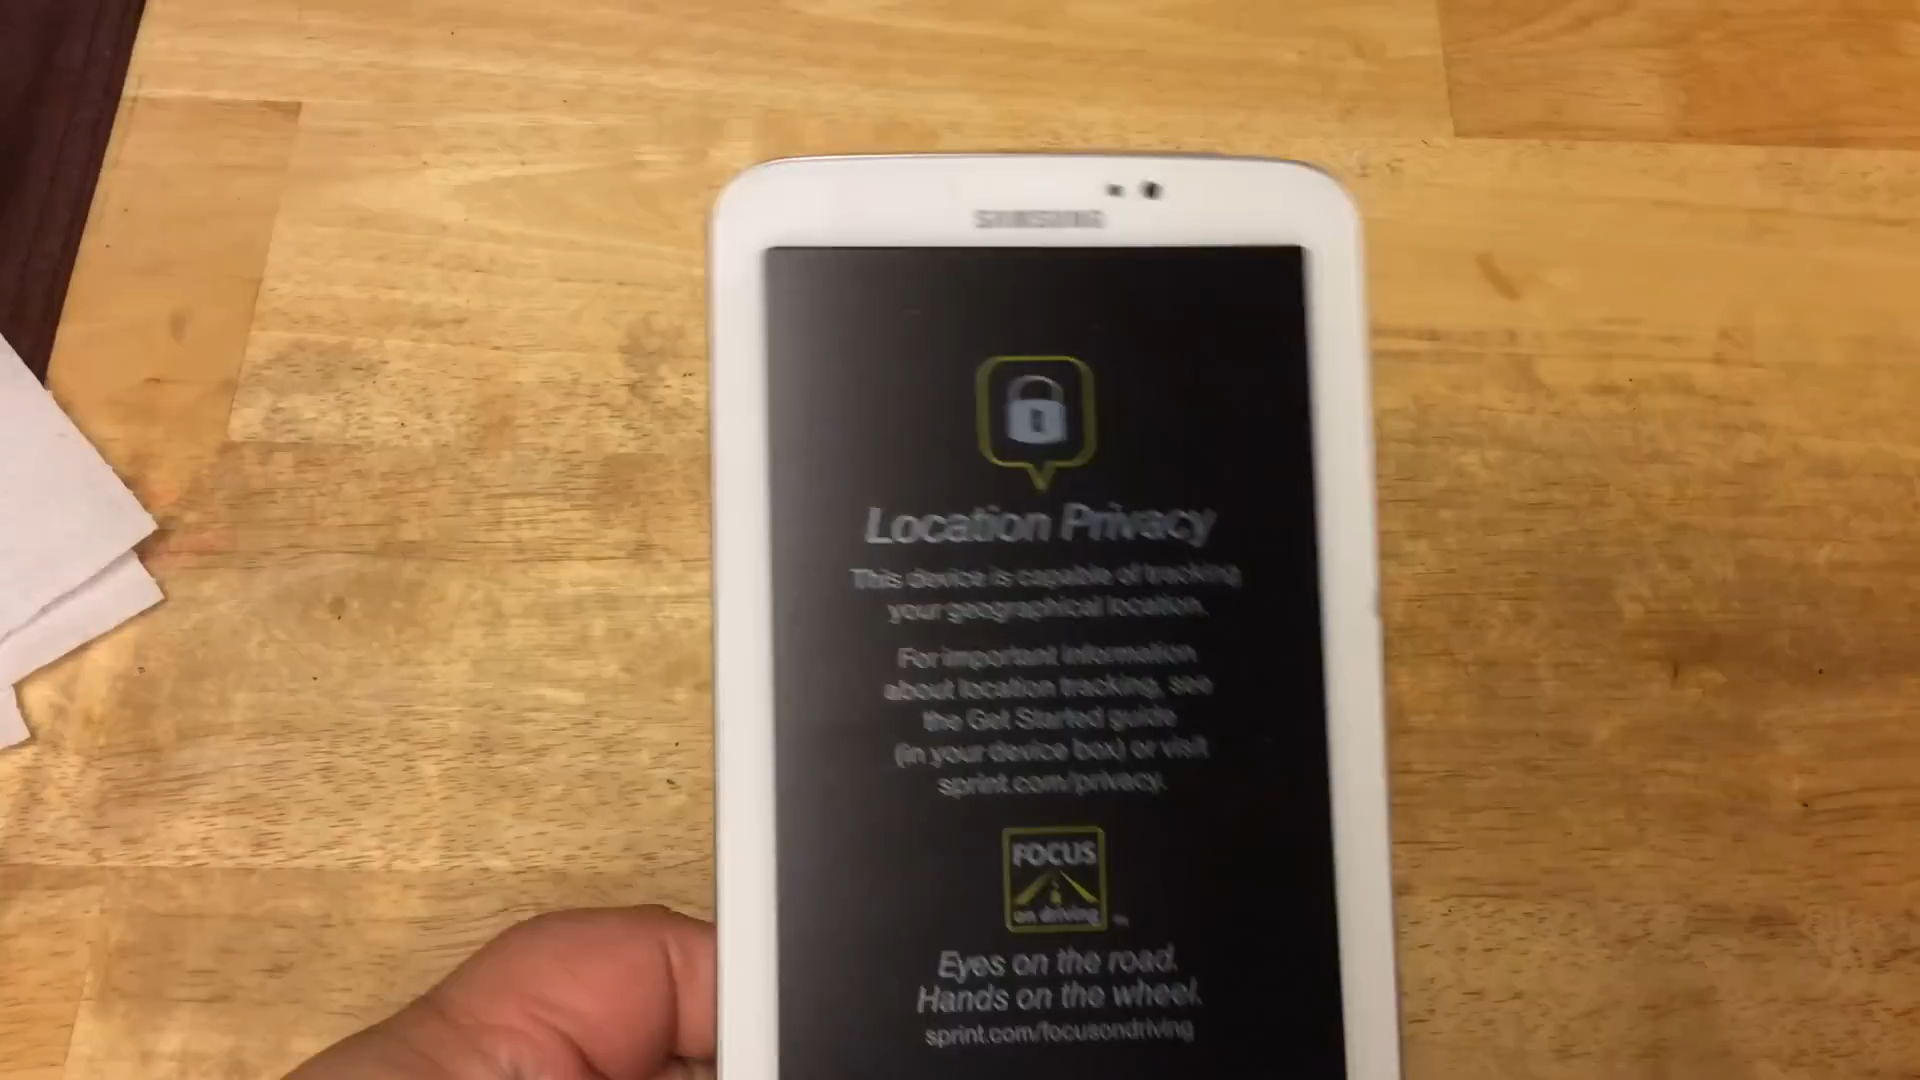 SAMSUNG
Location Privacy
This device is capable of tracking
your geographical location.
For important information
about location tracking, see
the Get Started guide
(in your device box) or visit
sprint.com/privacy.
FOCUS
on driving
Eyes on the road.
Hands on the wheel.
sprint.com/focusondriving